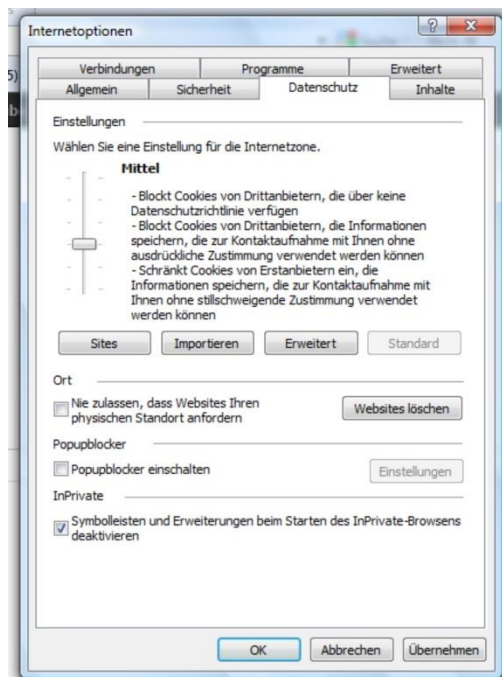 Internetoptionen
Verbindungen Programme Erweitert
Allgemein Sicherheit Datenschutz Inhalte
Einstellungen
Wählen Sie eine Einstellung für die Internetzone.
Mittel
- Blockt Cookies von Drittanbietern, die über keine
Datenschutzrichtlinie verfügen
- Blockt Cookies von Drittanbietern, die Informationen
speichern, die zur Kontaktaufnahme mit Ihnen ohne
ausdrückliche Zustimmung verwendet werden können
- Schränkt Cookies von Erstanbietern ein, die
Informationen speichern, die zur Kontaktaufnahme mit
Ihnen ohne stillschweigende Zustimmung verwendet
werden können
Sites Importieren Erweitert Standard
Ort
Nie zulassen, dass Websites Ihren
physischen Standort anfordern
Websites löschen
Popupblocker
Popupblocker einschalten
Einstellungen
InPrivate
Symbolleisten und Erweiterungen beim Starten des InPrivate-Browsens
deaktivieren
OK Abbrechen Übernehmen